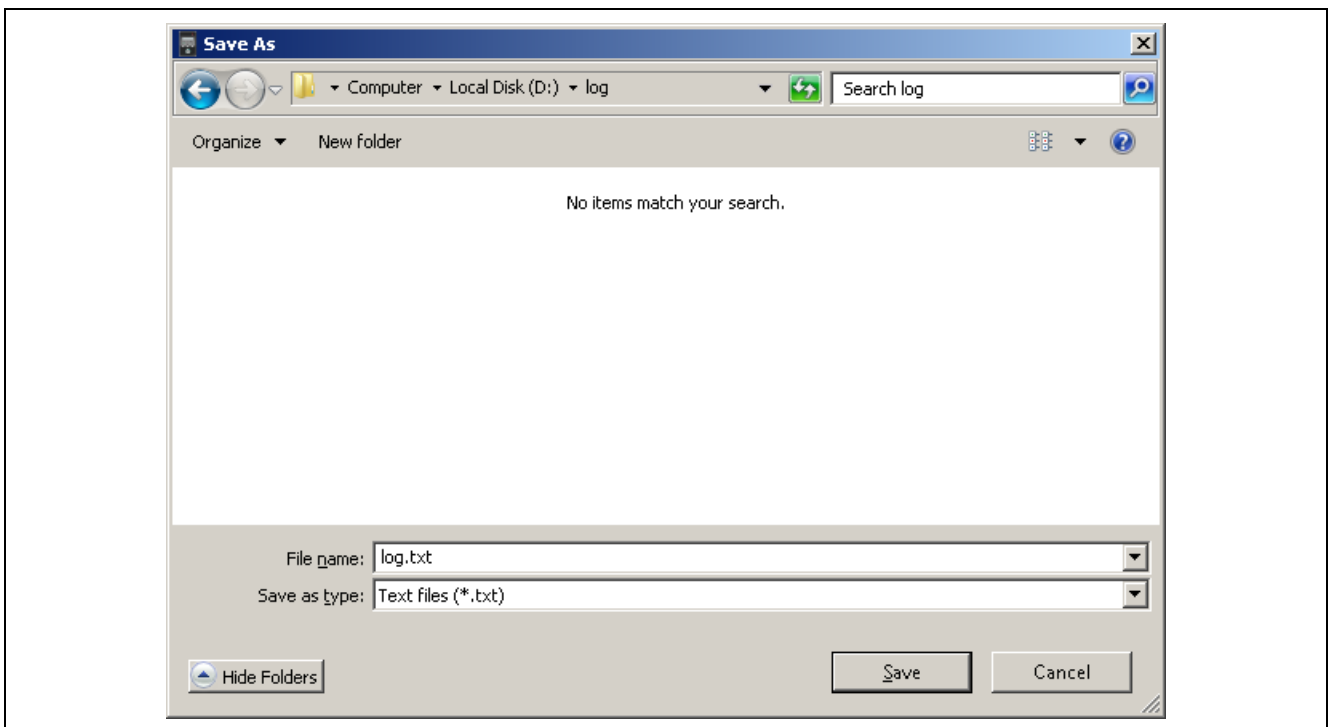 Save As
Computer Local Disk (D:) log Search log
Organize New folder
No items match your search.
File name: log.txt
Save as type: Text files (*.txt)
Hide Folders Save Cancel